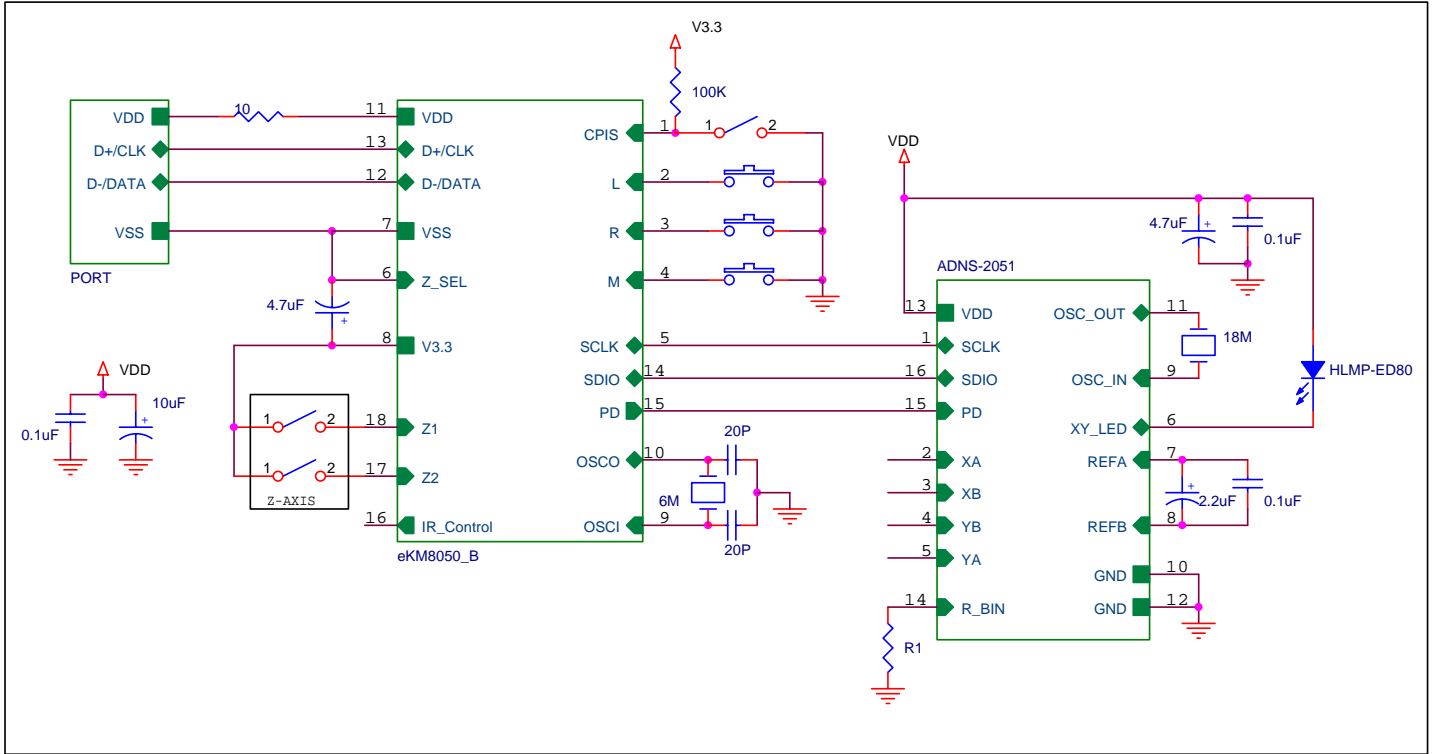 V3.3
100K
PORT
VDD
D+/CLK
D-/DATA
VSS
10
11
13
12
7
6
8
18
17
16
VDD
D+/CLK
D-/DATA
VSS
Z_SEL
V3.3
Z1
Z2
IR_Control
eKM8050_B
4.7uF
VDD
0.1uF
10uF
1
2
1
2
Z-AXIS
CPIS
L
R
M
SCLK
SDIO
PD
OSCO
OSCI
1
2
3
4
5
14
15
10
9
1
2
6M
20P
20P
VDD
ADNS-2051
13
1
16
15
2
3
4
5
14
VDD
SCLK
SDIO
PD
XA
XB
YB
YA
R_BIN
R1
OSC_OUT
OSC_IN
XY_LED
REFA
REFB
GND
GND
11
9
6
7
8
10
12
4.7uF
0.1uF
18M
HLMP-ED80
2.2uF
0.1uF